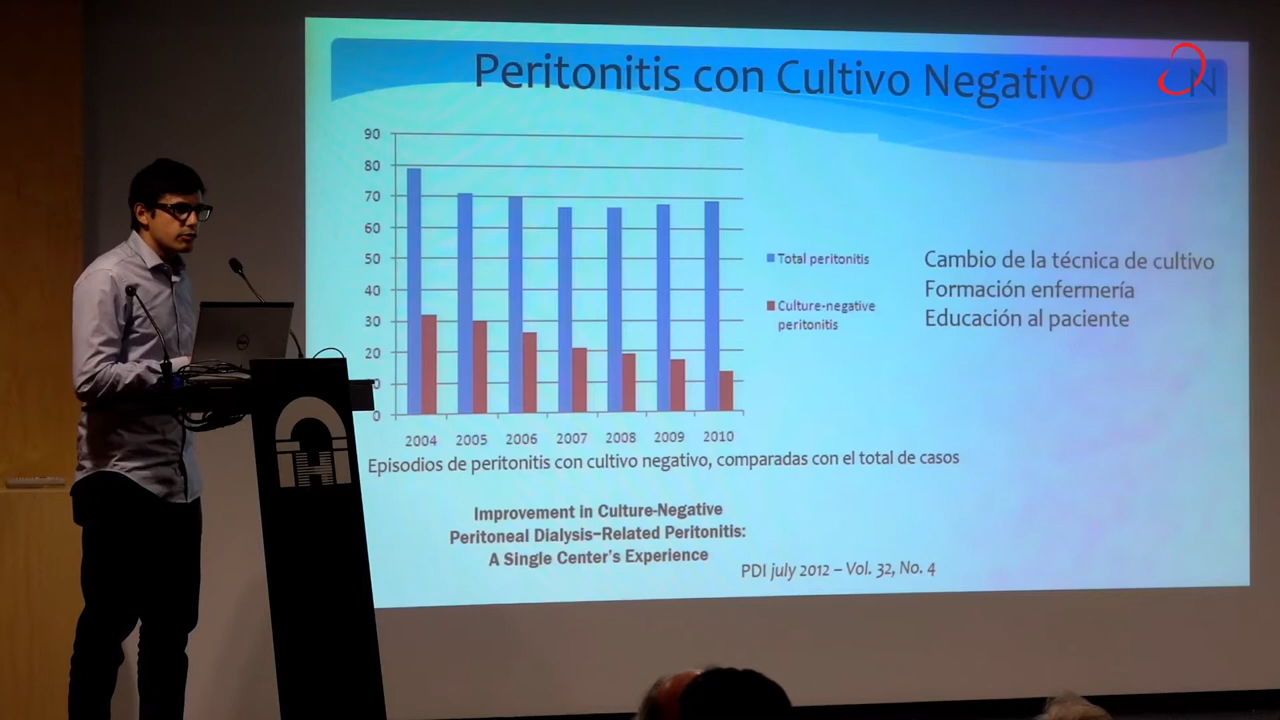 Peritonitis con Cultivo Negativo
N
90
80
70
60
50
40
30
20
0
0
2004 2005 2006 2007 2008 2009 2010
Total peritonitis
Culture-negative
peritonitis
Cambio de la técnica de cultivo
Formación enfermería
Educación al paciente
Episodios de peritonitis con cultivo negativo, comparadas con el total de casos
Improvement in Culture-Negative
Peritoneal Dialysis–Related Peritonitis:
A Single Center's Experience
PDI july 2012 – Vol. 32, No. 4
DELL